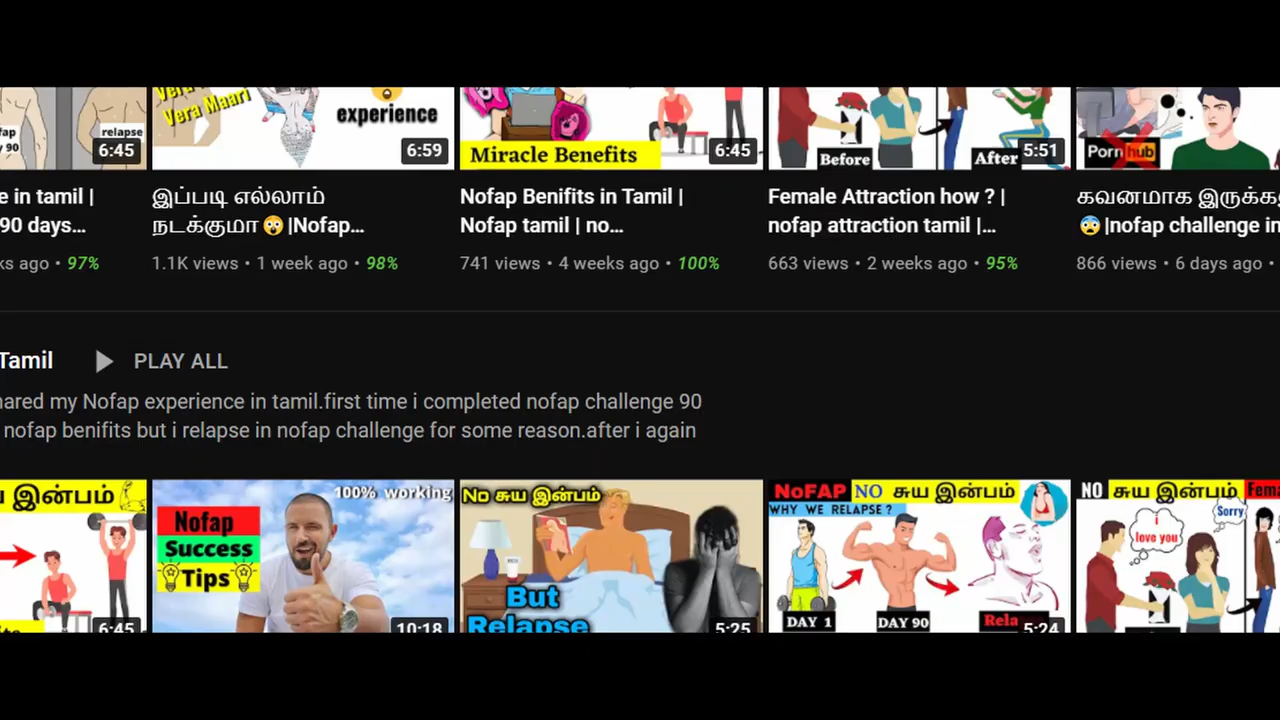 Vera Maari
experience
fap
relapse
y 90
6:45
6:59
Miracle Benefits
6:45
Before
After
5:51
Porn hub
e in tamil |
90 days...
ks ago • 97%
இப்படி எல்லாம்
நடக்குமா😲|Nofap...
1.1K views • 1 week ago • 98%
Nofap Benifits in Tamil |
Nofap tamil | no...
741 views • 4 weeks ago • 100%
Female Attraction how ? |
nofap attraction tamil |...
663 views • 2 weeks ago • 95%
கவனமாக இருக்க
😨|nofap challenge in
866 views • 6 days ago •
Tamil
PLAY ALL
hared my Nofap experience in tamil.first time i completed nofap challenge 90
nofap benifits but i relapse in nofap challenge for some reason.after i again
ய இன்பம்
6:45
100% working
Nofap
Success
Tips
10:18
No சுய இன்பம்
But
Relapse
5:25
NoFAP NO சுய இன்பம்
WHY WE RELAPSE?
DAY 1
DAY 90
Rela
5:24
NO சுய இன்பம் Fema
i
love you
Sorry